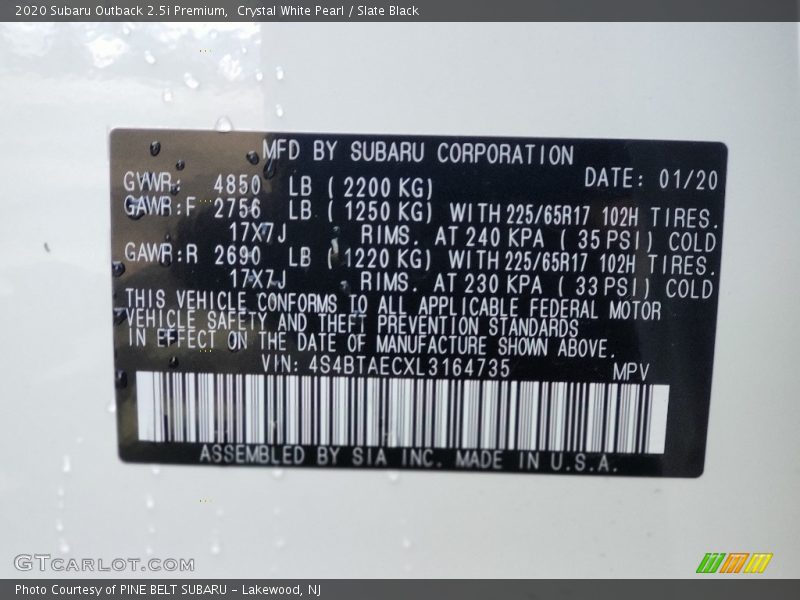 2020 Subaru Outback 2.5i Premium,  Crystal White Pearl / Slate Black
MFD BY SUBARU CORPORATION
DATE: 01/20
GVWR: 4850 LB ( 2200 KG)
GAWR:F 2756 LB ( 1250 KG) WITH 225/65R17 102H TIRES.
17X7J RIMS. AT 240 KPA ( 35 PSI) COLD
GAWR:R 2690 LB ( 1220 KG) WITH 225/65R17 102H TIRES.
17X7J RIMS. AT 230 KPA ( 33 PSI) COLD
THIS VEHICLE CONFORMS TO ALL APPLICABLE FEDERAL MOTOR
VEHICLE SAFETY AND THEFT PREVENTION STANDARDS
IN EFFECT ON THE DATE OF MANUFACTURE SHOWN ABOVE.
VIN: 4S4BTAECXL3164735 MPV
ASSEMBLED BY SIA INC. MADE IN U.S.A.
GTCARLOT.COM
Photo Courtesy of PINE BELT SUBARU - Lakewood, NJ